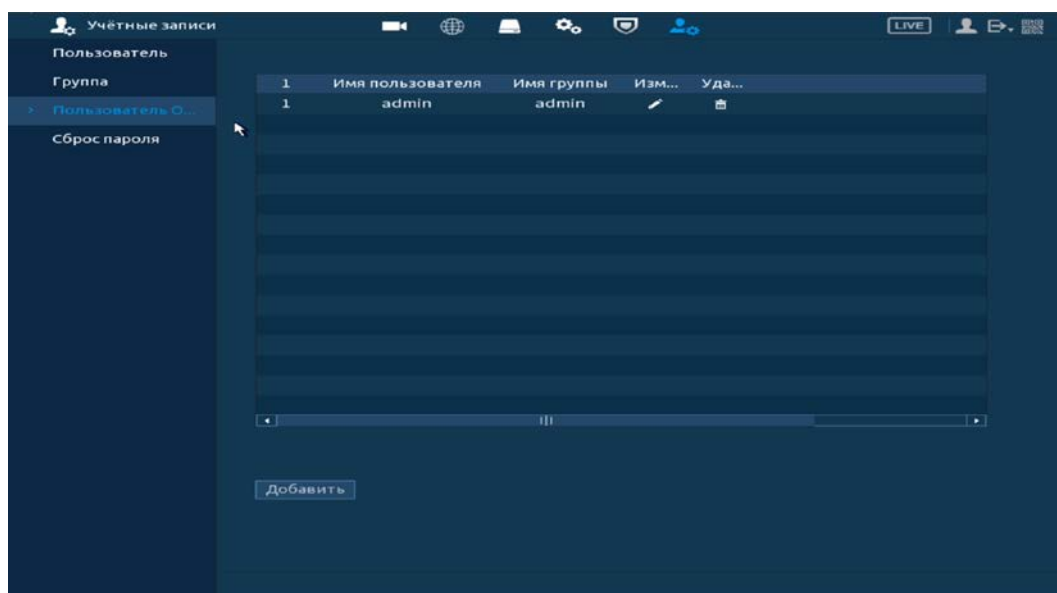 Учётные записи
LIVE
Пользователь
Группа
Пользователь О...
Сброс пароля
1 Имя пользователя Имя группы Изм... Уда...
1 admin admin
Добавить